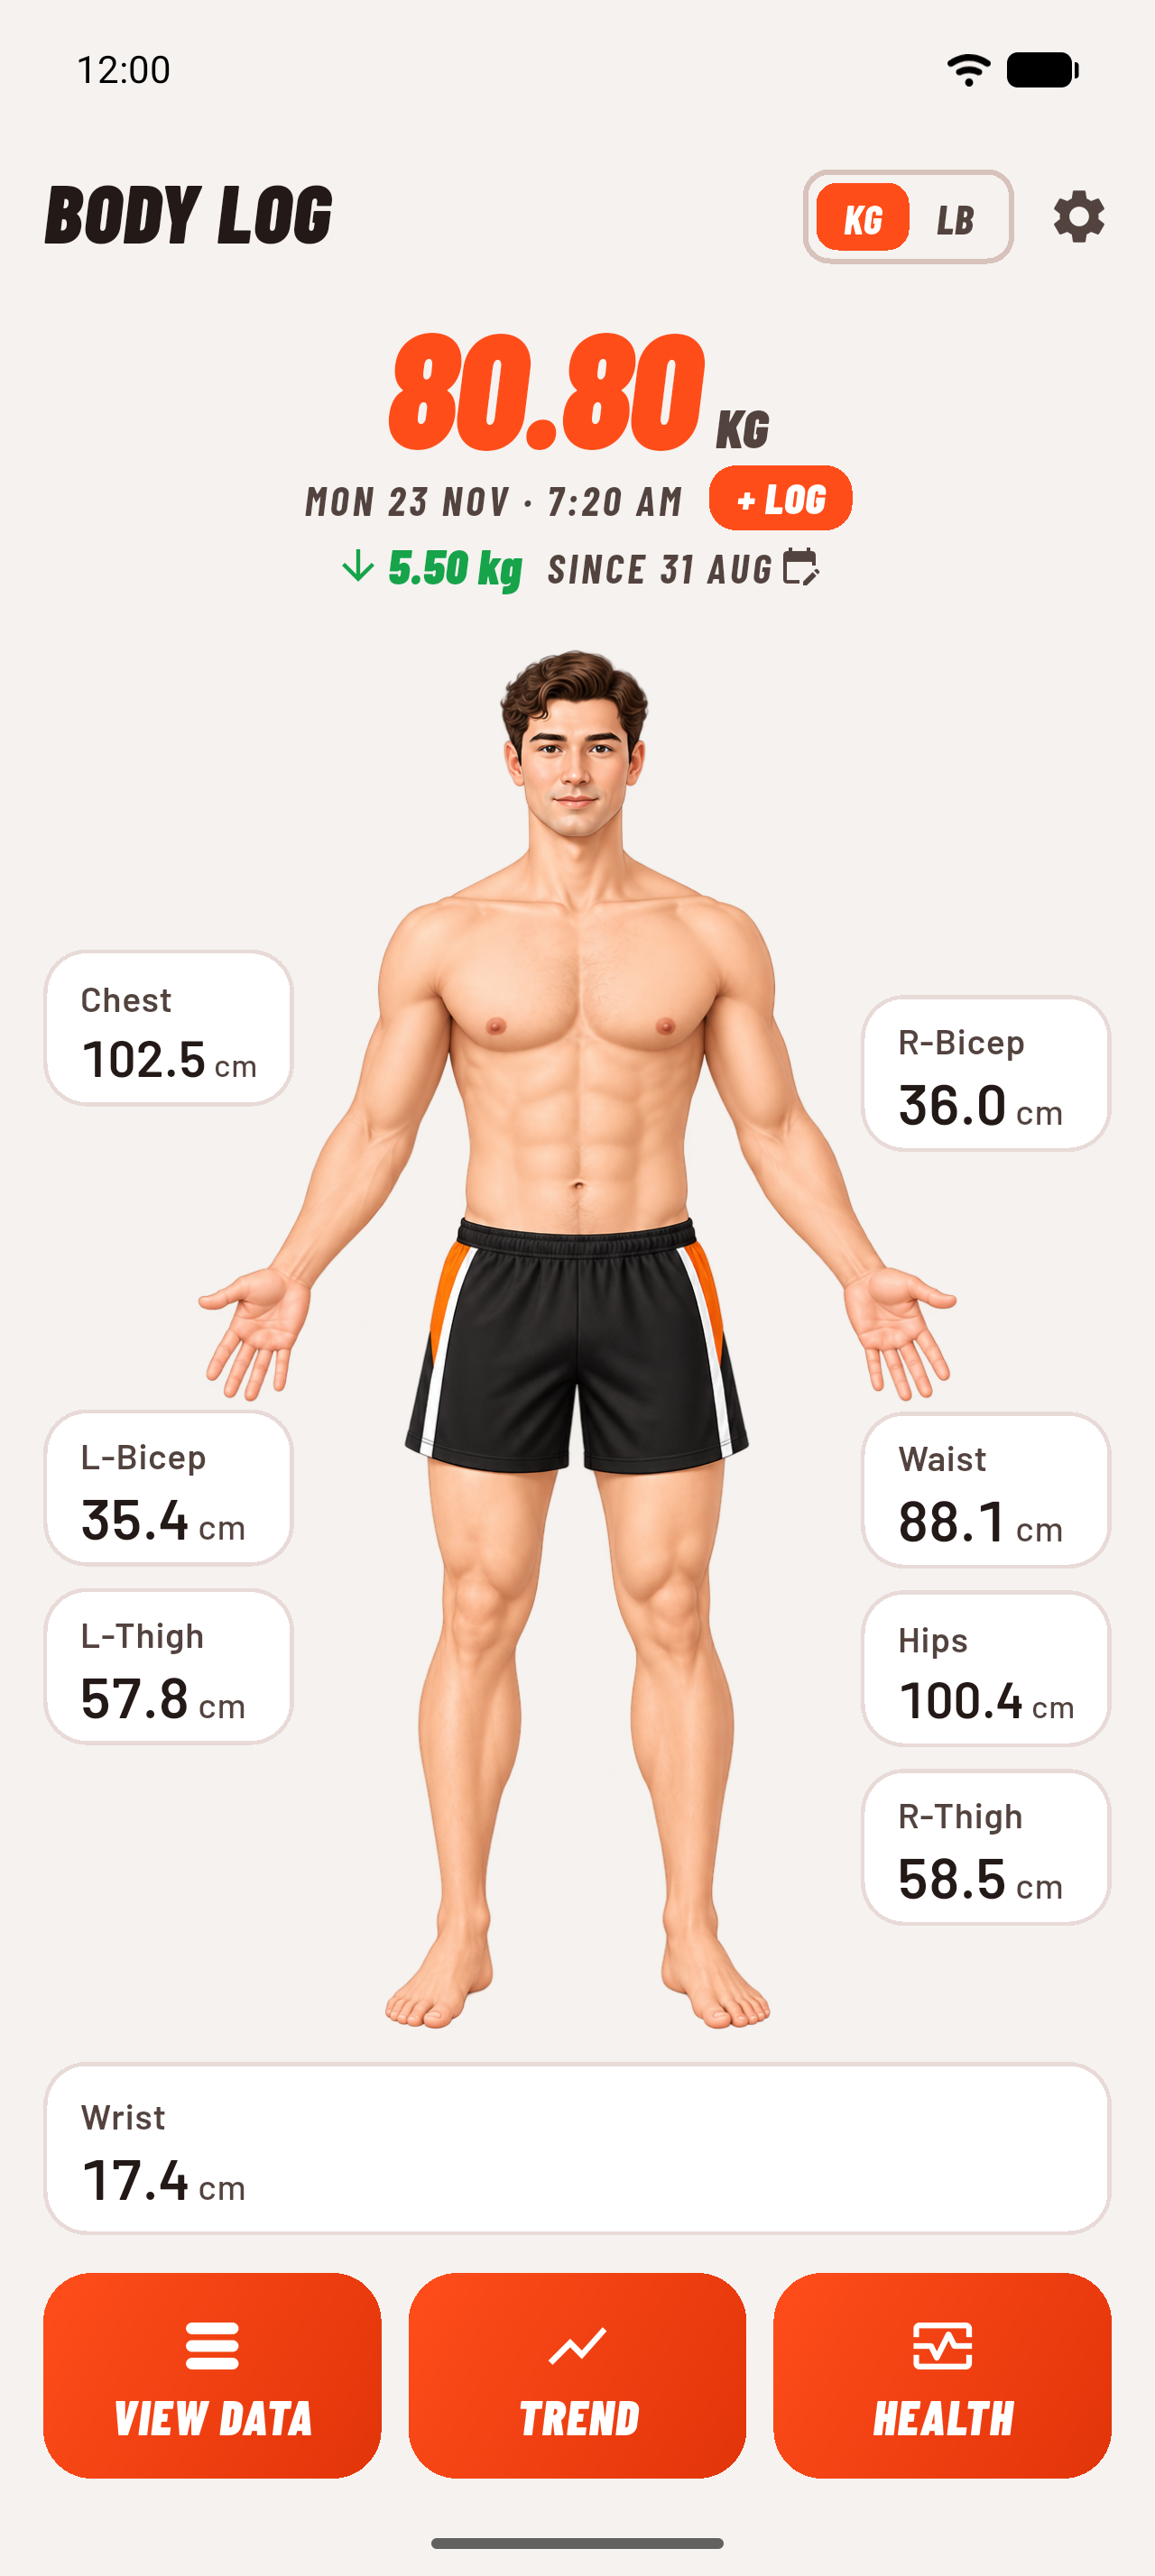 12:00
BODY LOG
KG LB
80.80 KG
MON 23 NOV · 7:20 AM + LOG
5.50 kg SINCE 31 AUG
Chest
102.5 cm
R-Bicep
36.0 cm
L-Bicep
35.4 cm
Waist
88.1 cm
L-Thigh
57.8 cm
Hips
100.4 cm
R-Thigh
58.5 cm
Wrist
17.4 cm
VIEW DATA TREND HEALTH